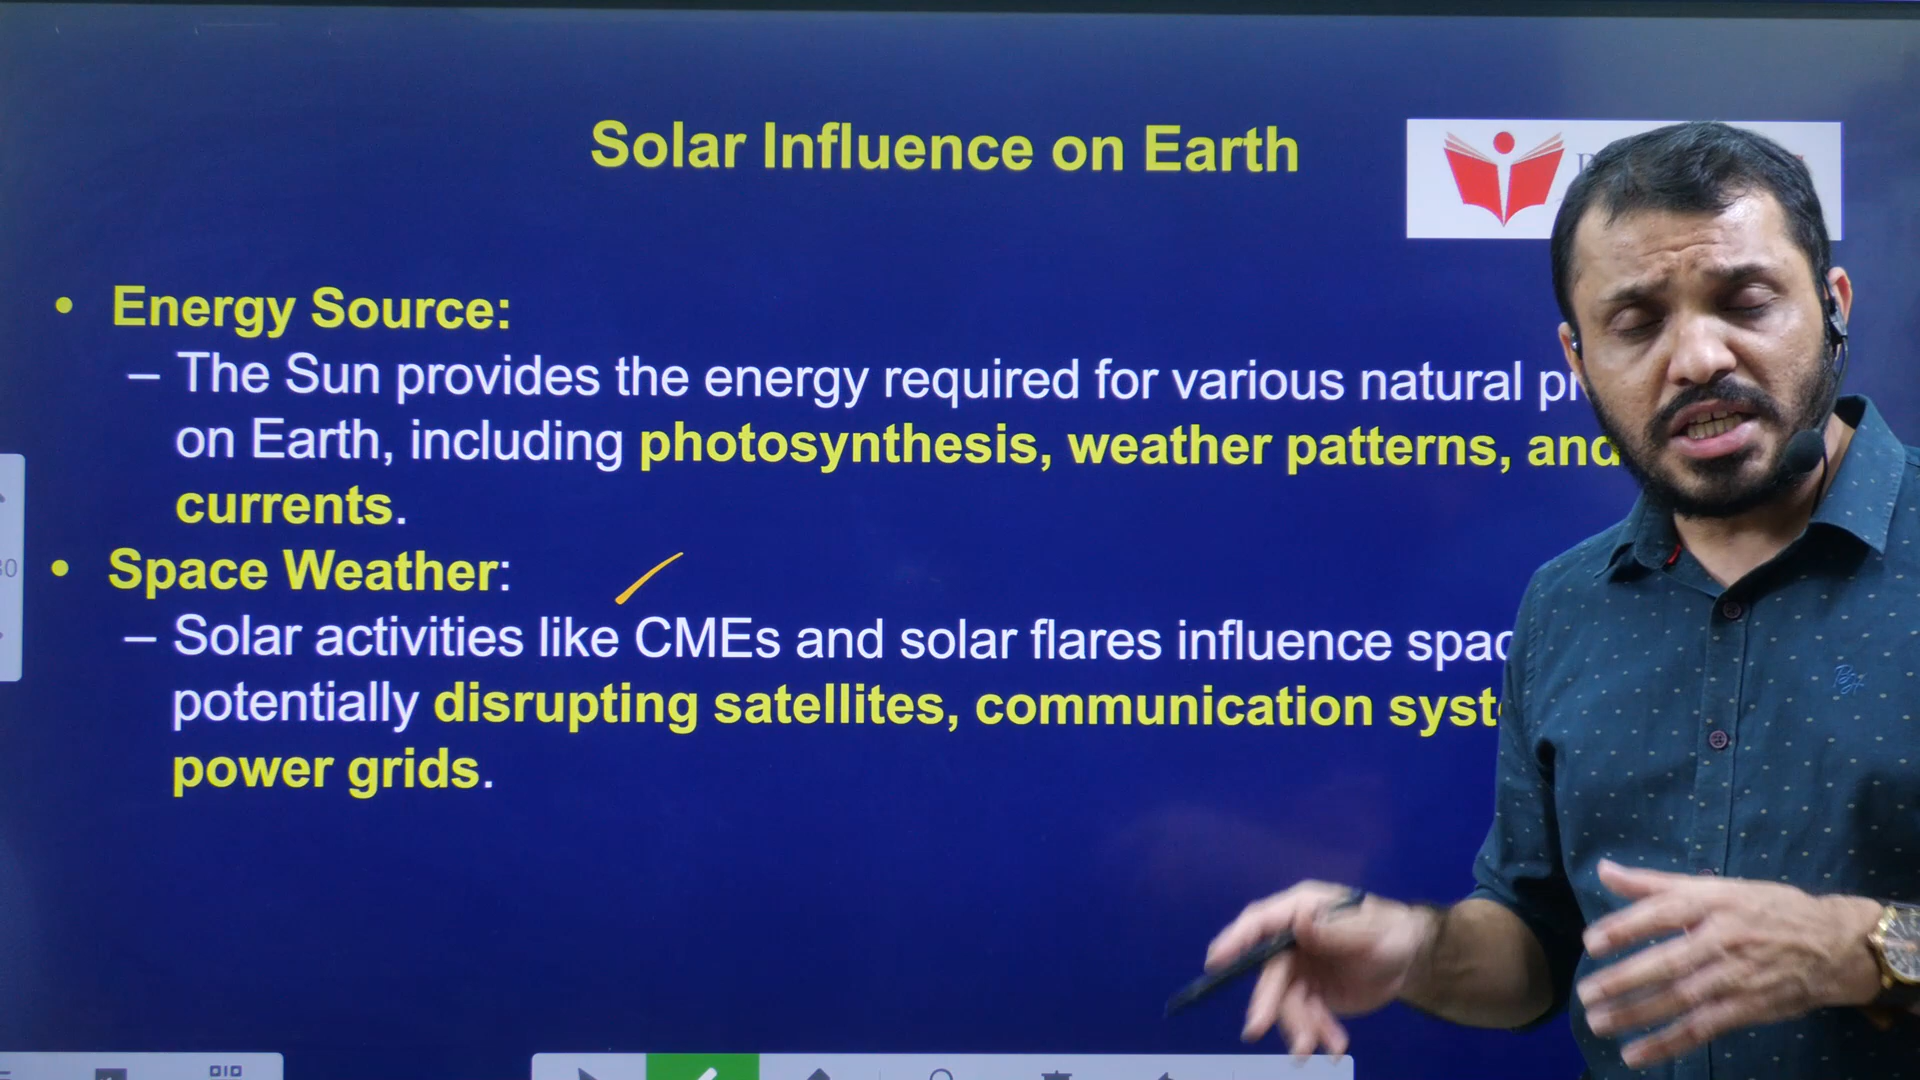 Solar Influence on Earth
• Energy Source:
– The Sun provides the energy required for various natural
on Earth, including photosynthesis, weather patterns, and
currents.
• Space Weather:
– Solar activities like CMEs and solar flares influence
potentially disrupting satellites, communication
power grids.